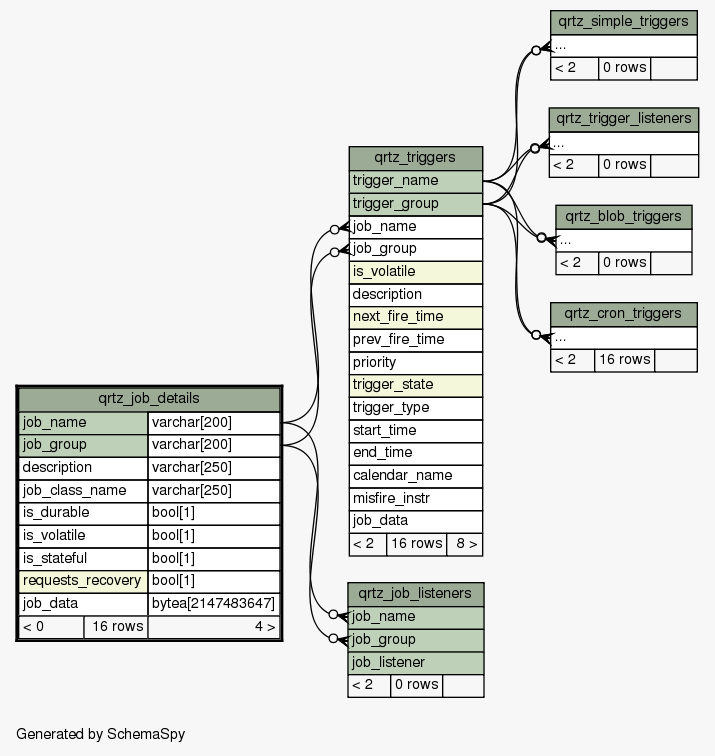 qrtz_simple_triggers
...
< 2 0 rows
qrtz_trigger_listeners
...
< 2 0 rows
qrtz_blob_triggers
...
< 2 0 rows
qrtz_cron_triggers
...
< 2 16 rows
qrtz_triggers
trigger_name
trigger_group
job_name
job_group
is_volatile
description
next_fire_time
prev_fire_time
priority
trigger_state
trigger_type
start_time
end_time
calendar_name
misfire_instr
job_data
< 2 16 rows 8 >
qrtz_job_details
job_name varchar[200]
job_group varchar[200]
description varchar[250]
job_class_name varchar[250]
is_durable bool[1]
is_volatile bool[1]
is_stateful bool[1]
requests_recovery bool[1]
job_data bytea[2147483647]
< 0 16 rows 4 >
qrtz_job_listeners
job_name
job_group
job_listener
< 2 0 rows
Generated by SchemaSpy